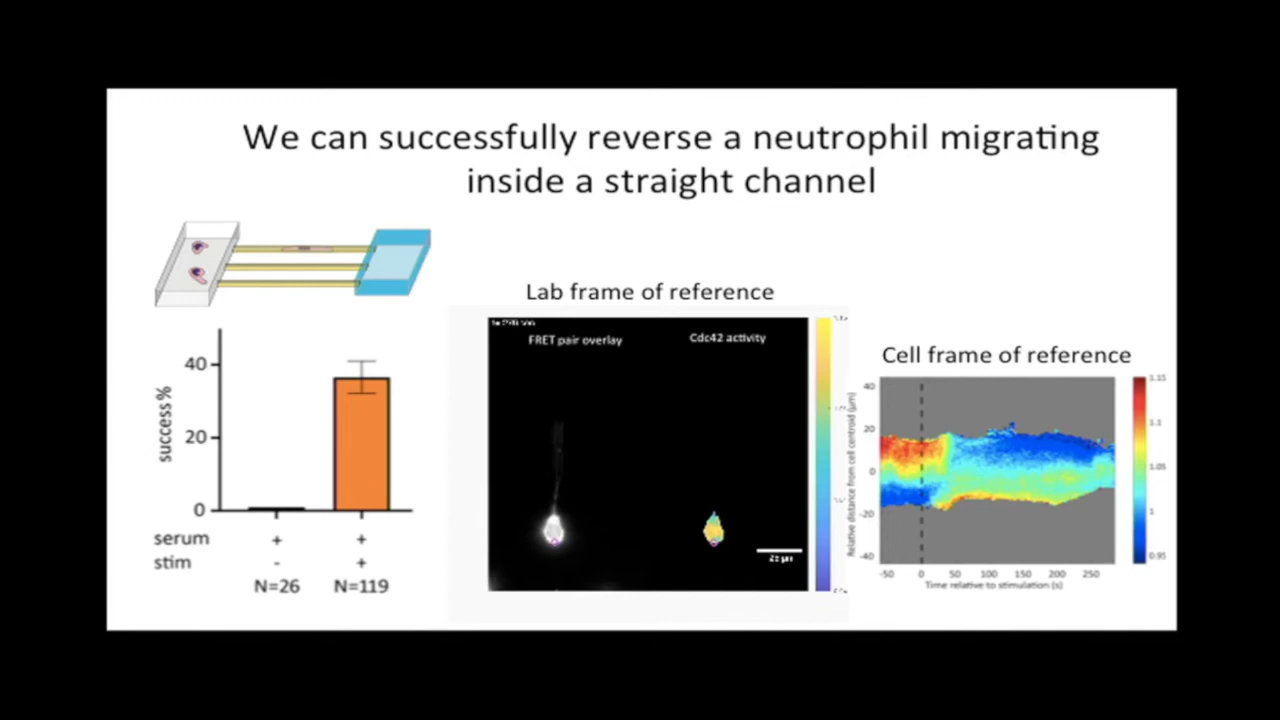 We can successfully reverse a neutrophil migrating
inside a straight channel
Lab frame of reference
FRET pair overlay
Cdc42 activity
25 μm
success%
40
20
0
serum + +
stim - +
N=26 N=119
Cell frame of reference
Relative distance from cell centroid (μm)
40
20
0
-20
-40
-50 0 50 100 150 200 250
Time relative to stimulation (s)
1.15
1.1
1.05
1
0.95